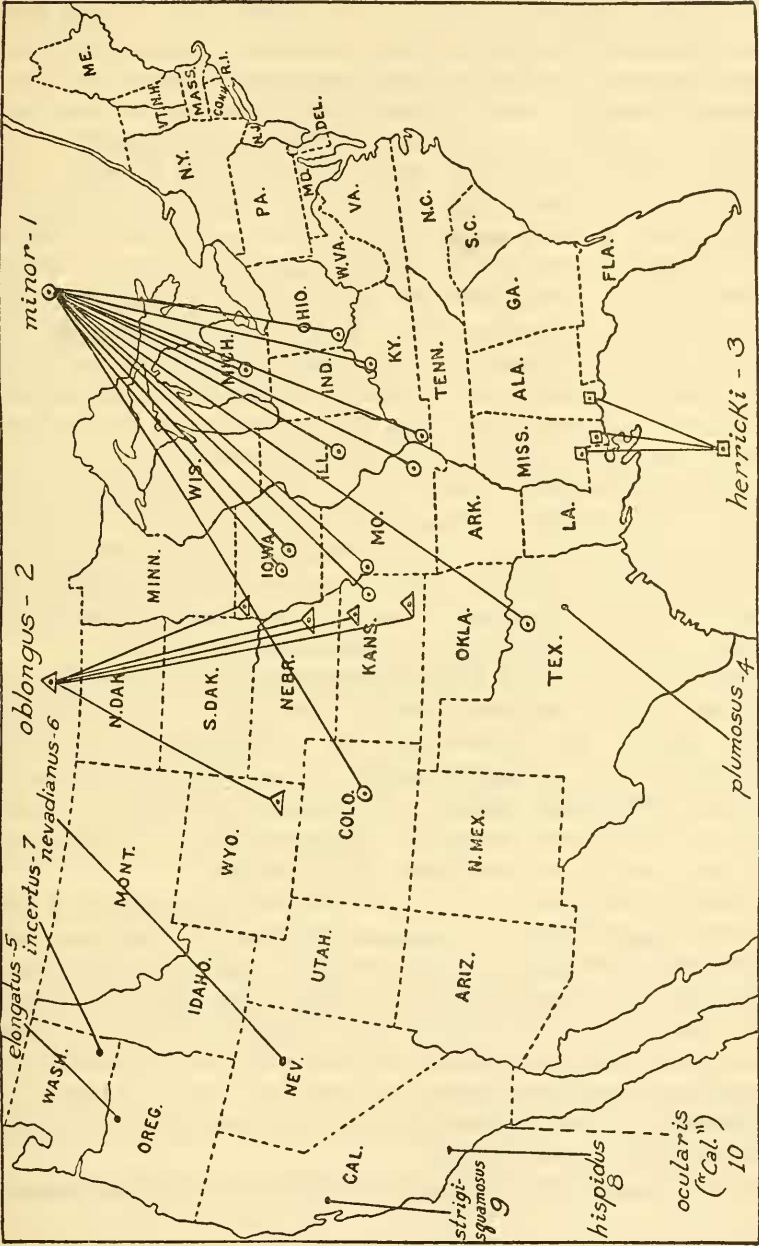 minor-1
oblongus - 2
nevadianus-6
incertus-7
elongatus-5
herricki - 3
plumosus-4
strigi-
squamosus
9
hispidus
8
ocularis
("Cal.")
10
WASH.
OREG.
CAL.
NEV.
IDAHO.
MONT.
WYO.
UTAH.
ARIZ.
COLO.
N.MEX.
N.DAK.
S.DAK.
NEBR.
KANS.
OKLA.
TEX.
MINN.
IOWA.
MO.
ARK.
LA.
WIS.
ILL.
MICH.
IND.
OHIO.
KY.
TENN.
MISS.
ALA.
GA.
FLA.
S.C.
N.C.
VA.
W.VA.
MD.
DEL.
PA.
N.J.
N.Y.
CONN.
R.I.
MASS.
VT.
N.H.
ME.